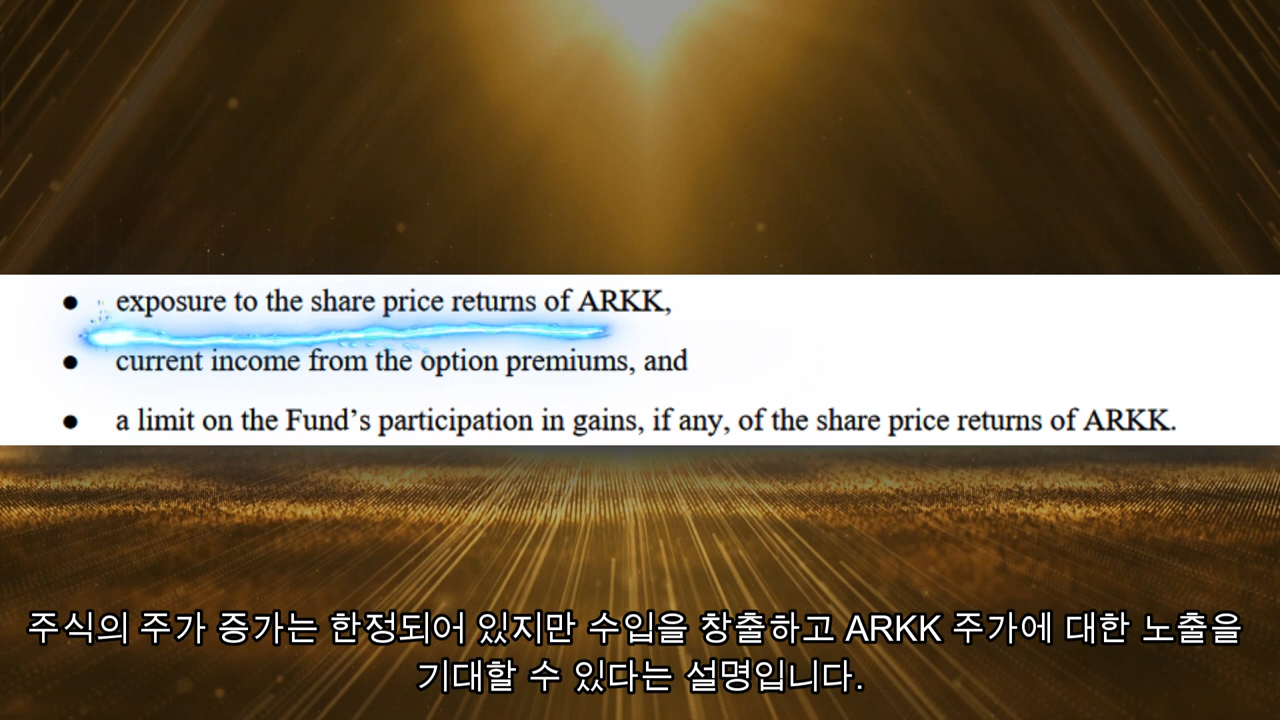 ● exposure to the share price returns of ARKK,
● current income from the option premiums, and
● a limit on the Fund’s participation in gains, if any, of the share price returns of ARKK.
주식의 주가 증가는 한정되어 있지만 수입을 창출하고 ARKK 주가에 대한 노출을
기대할 수 있다는 설명입니다.